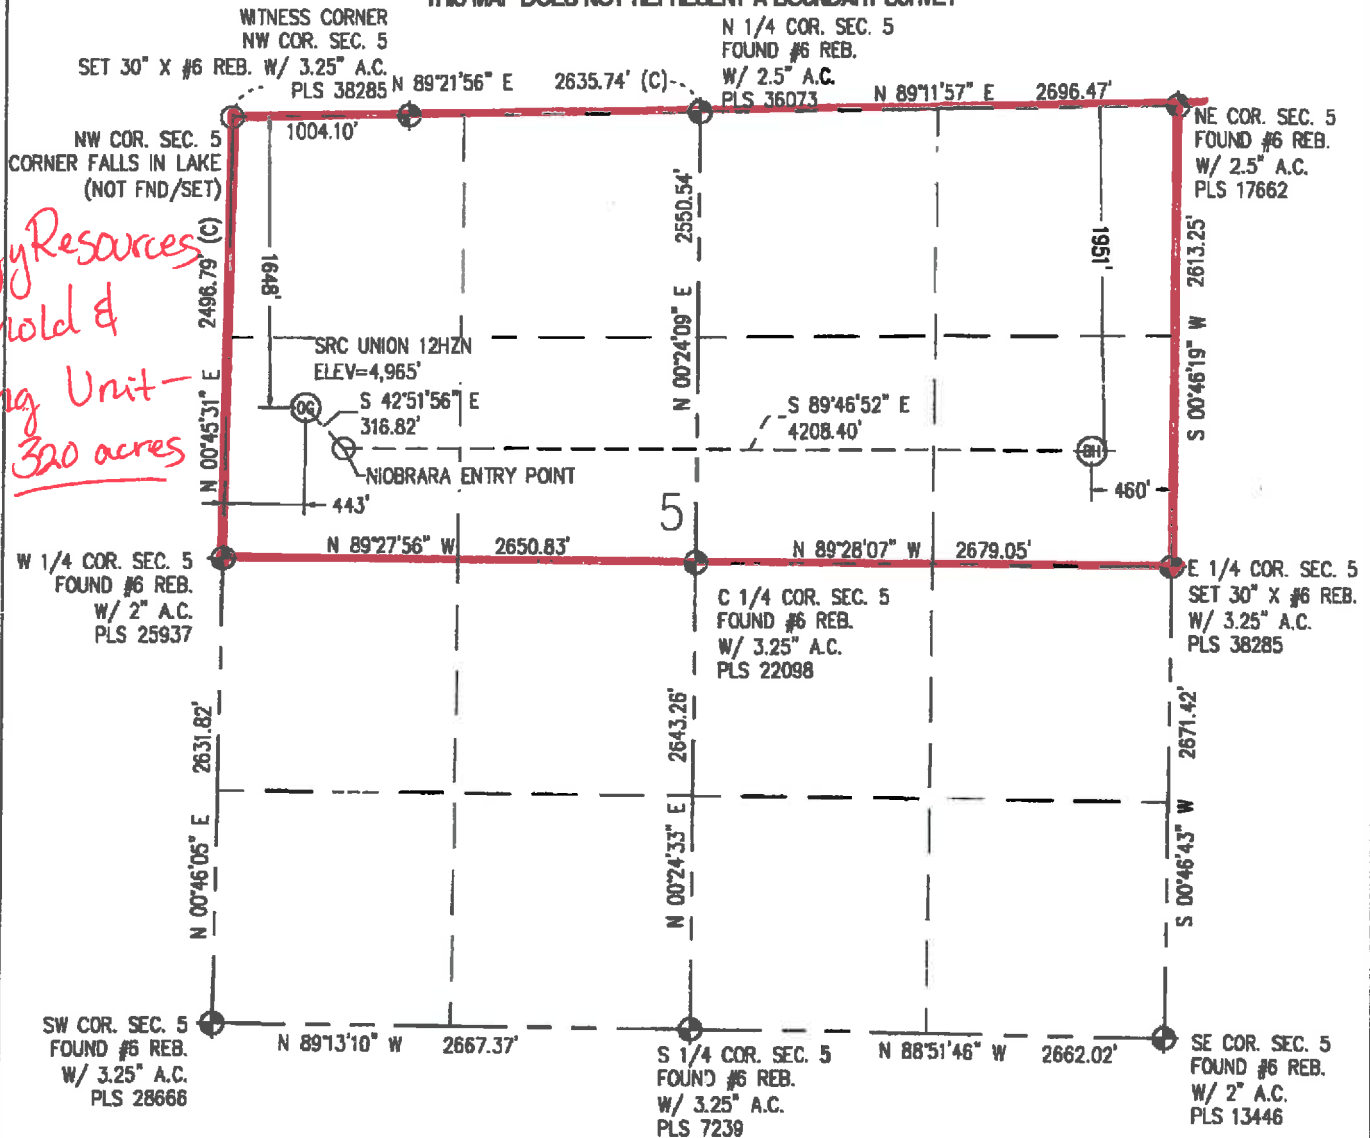 THIS MAP DOES NOT REPRESENT A BOUNDARY SURVEY
WITNESS CORNER
NW COR. SEC. 5
SET 30" X #6 REB. W/ 3.25" A.C.
PLS 38285
N 89°21'56" E
2635.74' (C)
N 1/4 COR. SEC. 5
FOUND #6 REB.
W/ 2.5" A.C.
PLS 36073
N 89°11'57" E
2696.47'
NE COR. SEC. 5
FOUND #6 REB.
W/ 2.5" A.C.
PLS 17662
1004.10'
NW COR. SEC. 5
CORNER FALLS IN LAKE
(NOT FND/SET)
yResources
old &
ng Unit-
320 acres
N 00°45'31" E 2496.79' (C)
1648'
N 00°24'09" E 2550.54'
1951'
S 00°46'19" W 2613.25'
SRC UNION 12HZN
ELEV=4,965'
OG
S 42°51'56" E
316.82'
S 89°46'52" E
4208.40'
BH
NIOBRARA ENTRY POINT
443'
460'
5
N 89°27'56" W 2650.83'
N 89°28'07" W 2679.05'
W 1/4 COR. SEC. 5
FOUND #6 REB.
W/ 2" A.C.
PLS 25937
C 1/4 COR. SEC. 5
FOUND #6 REB.
W/ 3.25" A.C.
PLS 22098
E 1/4 COR. SEC. 5
SET 30" X #6 REB.
W/ 3.25" A.C.
PLS 38285
N 00°46'05" E 2631.82'
N 00°24'33" E 2643.26'
S 00°46'43" W 2671.42'
SW COR. SEC. 5
FOUND #6 REB.
W/ 3.25" A.C.
PLS 28666
N 89°13'10" W 2667.37'
S 1/4 COR. SEC. 5
FOUND #6 REB.
W/ 3.25" A.C.
PLS 7239
N 88°51'46" W 2662.02'
SE COR. SEC. 5
FOUND #6 REB.
W/ 2" A.C.
PLS 13446